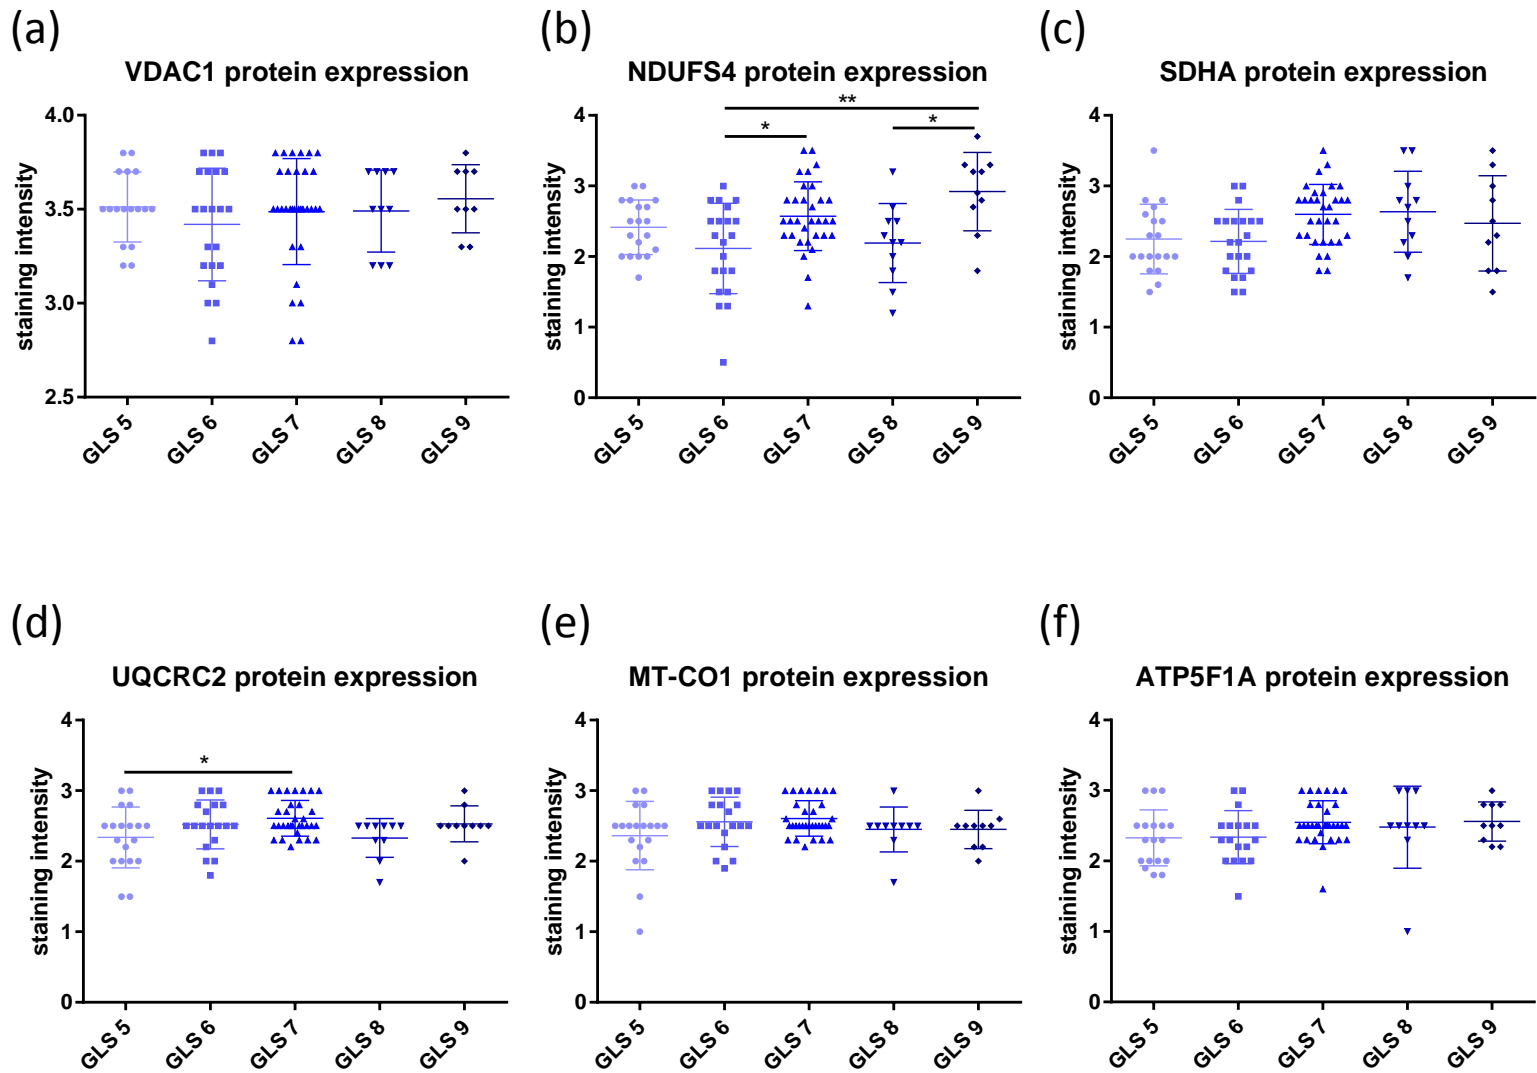 (a)
VDAC1 protein expression
staining intensity
4.0
3.5
3.0
2.5
GLS 5
GLS 6
GLS 7
GLS 8
GLS 9
(b)
NDUFS4 protein expression
staining intensity
4
3
2
1
0
**
*
*
GLS 5
GLS 6
GLS 7
GLS 8
GLS 9
(c)
SDHA protein expression
staining intensity
4
3
2
1
0
GLS 5
GLS 6
GLS 7
GLS 8
GLS 9
(d)
UQCRC2 protein expression
staining intensity
4
3
2
1
0
*
GLS 5
GLS 6
GLS 7
GLS 8
GLS 9
(e)
MT-CO1 protein expression
staining intensity
4
3
2
1
0
GLS 5
GLS 6
GLS 7
GLS 8
GLS 9
(f)
ATP5F1A protein expression
staining intensity
4
3
2
1
0
GLS 5
GLS 6
GLS 7
GLS 8
GLS 9